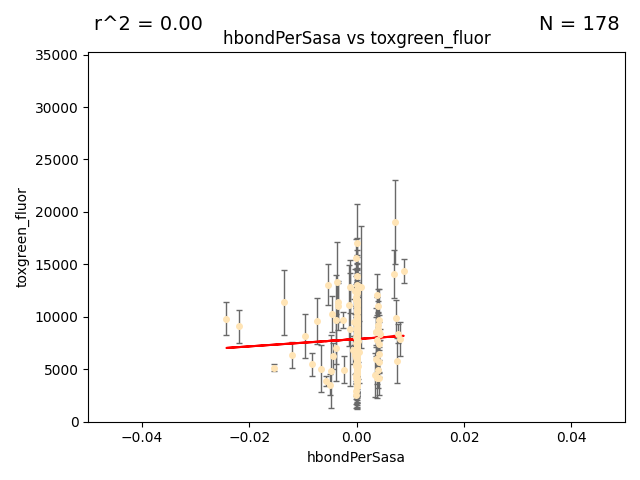 r^2 = 0.00
N = 178
hbondPerSasa vs toxgreen_fluor
35000
30000
25000
20000
15000
10000
5000
0
toxgreen_fluor
−0.04
−0.02
0.00
0.02
0.04
hbondPerSasa